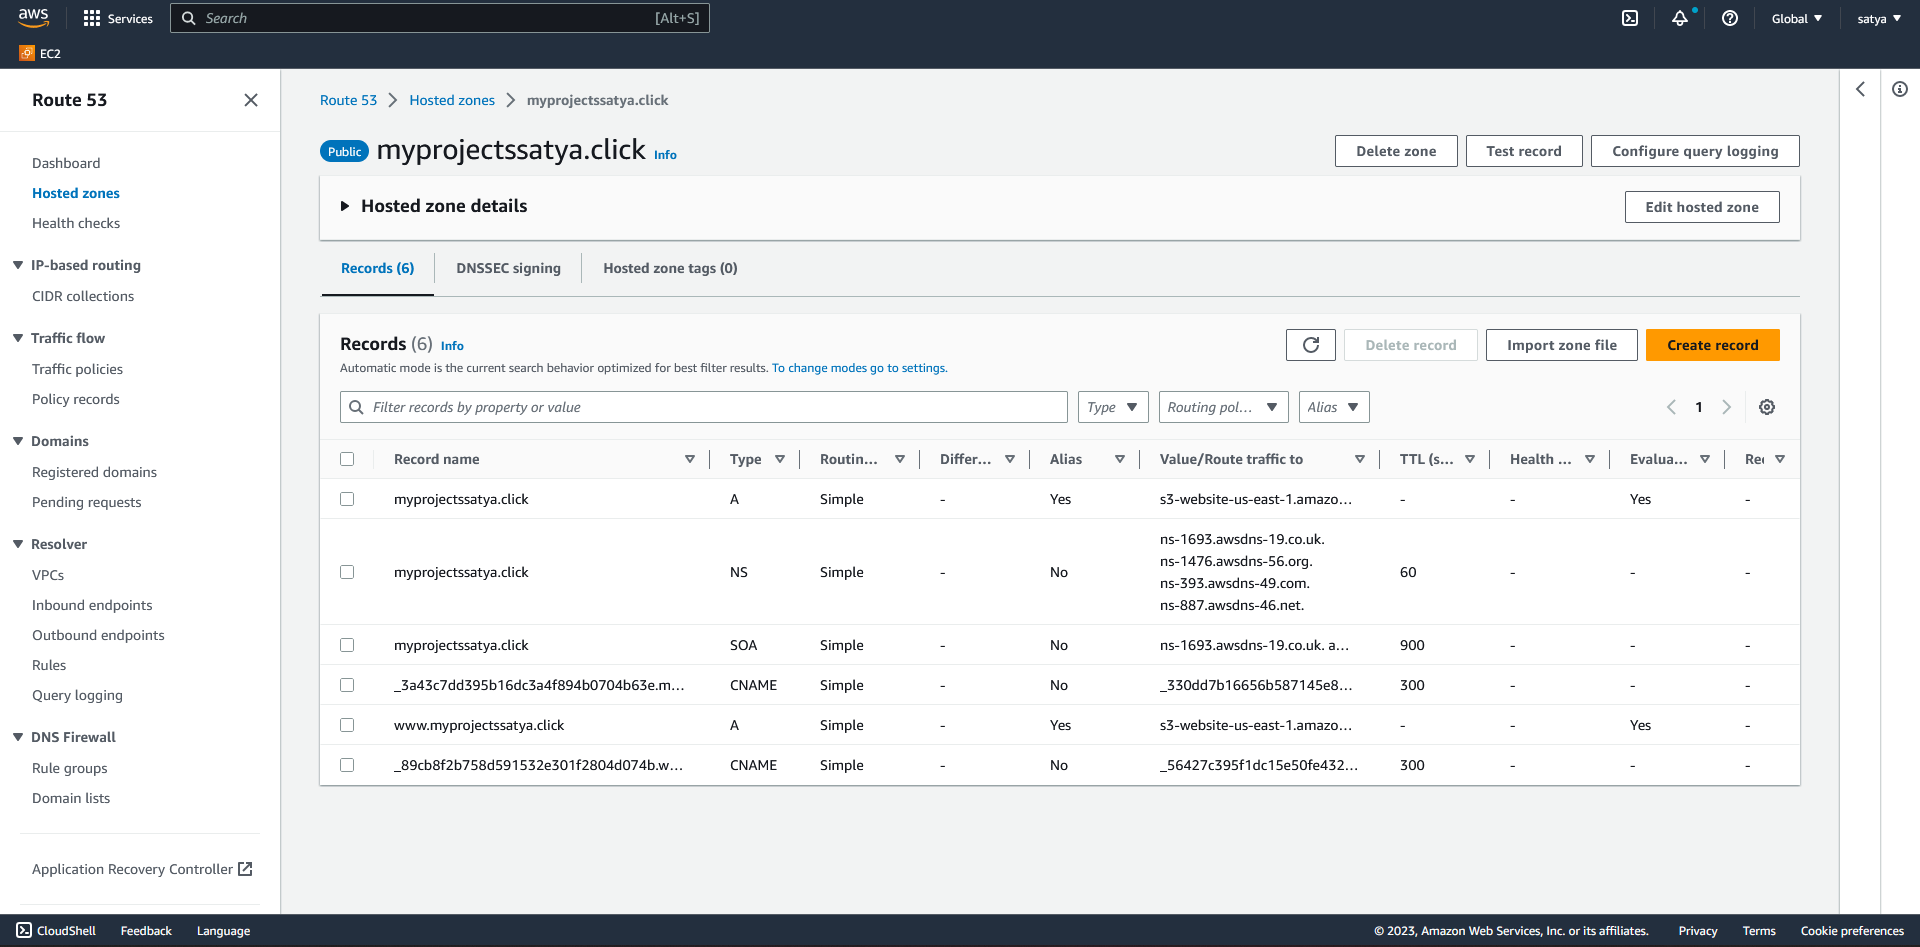 aws
Services
Search
[Alt+S]
Global
satya
EC2
Route 53
Dashboard
Hosted zones
Health checks
IP-based routing
CIDR collections
Traffic flow
Traffic policies
Policy records
Domains
Registered domains
Pending requests
Resolver
VPCs
Inbound endpoints
Outbound endpoints
Rules
Query logging
DNS Firewall
Rule groups
Domain lists
Application Recovery Controller
Route 53 Hosted zones myprojectssatya.click
Public myprojectssatya.click Info
Delete zone Test record Configure query logging
Hosted zone details
Edit hosted zone
Records (6) DNSSEC signing Hosted zone tags (0)
Records (6) Info
Automatic mode is the current search behavior optimized for best filter results. To change modes go to settings.
Delete record Import zone file Create record
Filter records by property or value Type Routing pol... Alias 1
Record name Type Routin... Differ... Alias Value/Route traffic to TTL (s... Health ... Evalua... Re
myprojectssatya.click A Simple - Yes s3-website-us-east-1.amazo... - - Yes -
ns-1693.awsdns-19.co.uk.
ns-1476.awsdns-56.org.
myprojectssatya.click NS Simple - No 60 - - -
ns-393.awsdns-49.com.
ns-887.awsdns-46.net.
myprojectssatya.click SOA Simple - No ns-1693.awsdns-19.co.uk. a... 900 - - -
_3a43c7dd395b16dc3a4f894b0704b63e.m... CNAME Simple - No _330dd7b16656b587145e8... 300 - - -
www.myprojectssatya.click A Simple - Yes s3-website-us-east-1.amazo... - - Yes -
_89cb8f2b758d591532e301f2804d074b.w... CNAME Simple - No _56427c395f1dc15e50fe432... 300 - - -
CloudShell Feedback Language
© 2023, Amazon Web Services, Inc. or its affiliates. Privacy Terms Cookie preferences